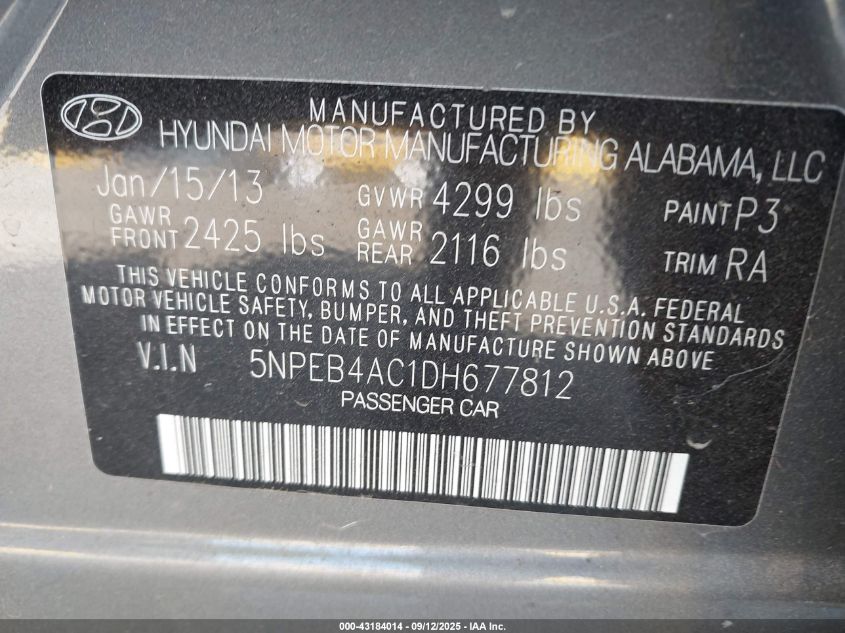 MANUFACTURED BY
HYUNDAI MOTOR MANUFACTURING ALABAMA, LLC
Jan/15/13 GVWR 4299 lbs PAINT P3
GAWR FRONT 2425 lbs GAWR REAR 2116 lbs TRIM RA
THIS VEHICLE CONFORMS TO ALL APPLICABLE U.S.A. FEDERAL
MOTOR VEHICLE SAFETY, BUMPER, AND THEFT PREVENTION STANDARDS
IN EFFECT ON THE DATE OF MANUFACTURE SHOWN ABOVE
V.I.N 5NPEB4AC1DH677812
PASSENGER CAR
000-43184014 - 09/12/2025 - IAA Inc.